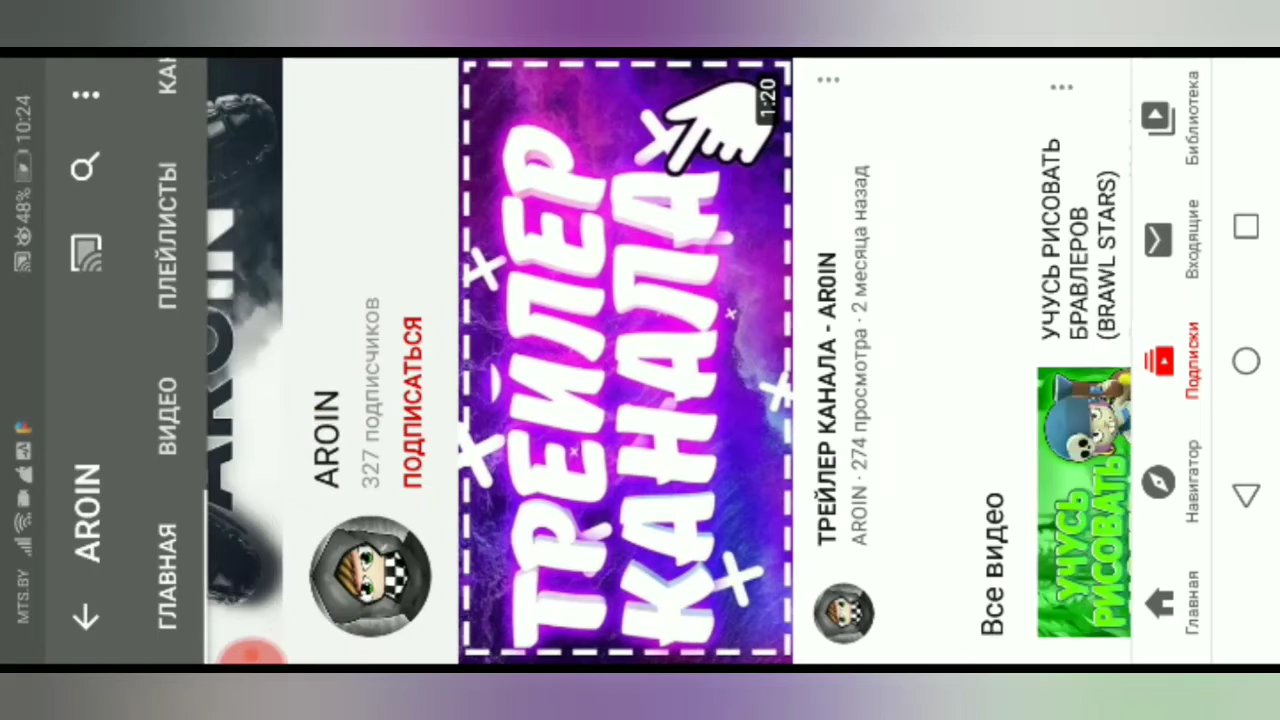 MTS.BY 48% 10:24
AROIN
ГЛАВНАЯ ВИДЕО ПЛЕЙЛИСТЫ КАН
AROIN
AROIN
327 подписчиков
ПОДПИСАТЬСЯ
ТРЕЙЛЕР
КАНАЛА
1:20
ТРЕЙЛЕР КАНАЛА - AR0IN
AROIN · 274 просмотра · 2 месяца назад
Все видео
УЧУСЬ
РИСОВАТЬ
УЧУСЬ РИСОВАТЬ
БРАВЛЕРОВ
(BRAWL STARS)
Главная Навигатор Подписки Входящие Библиотека